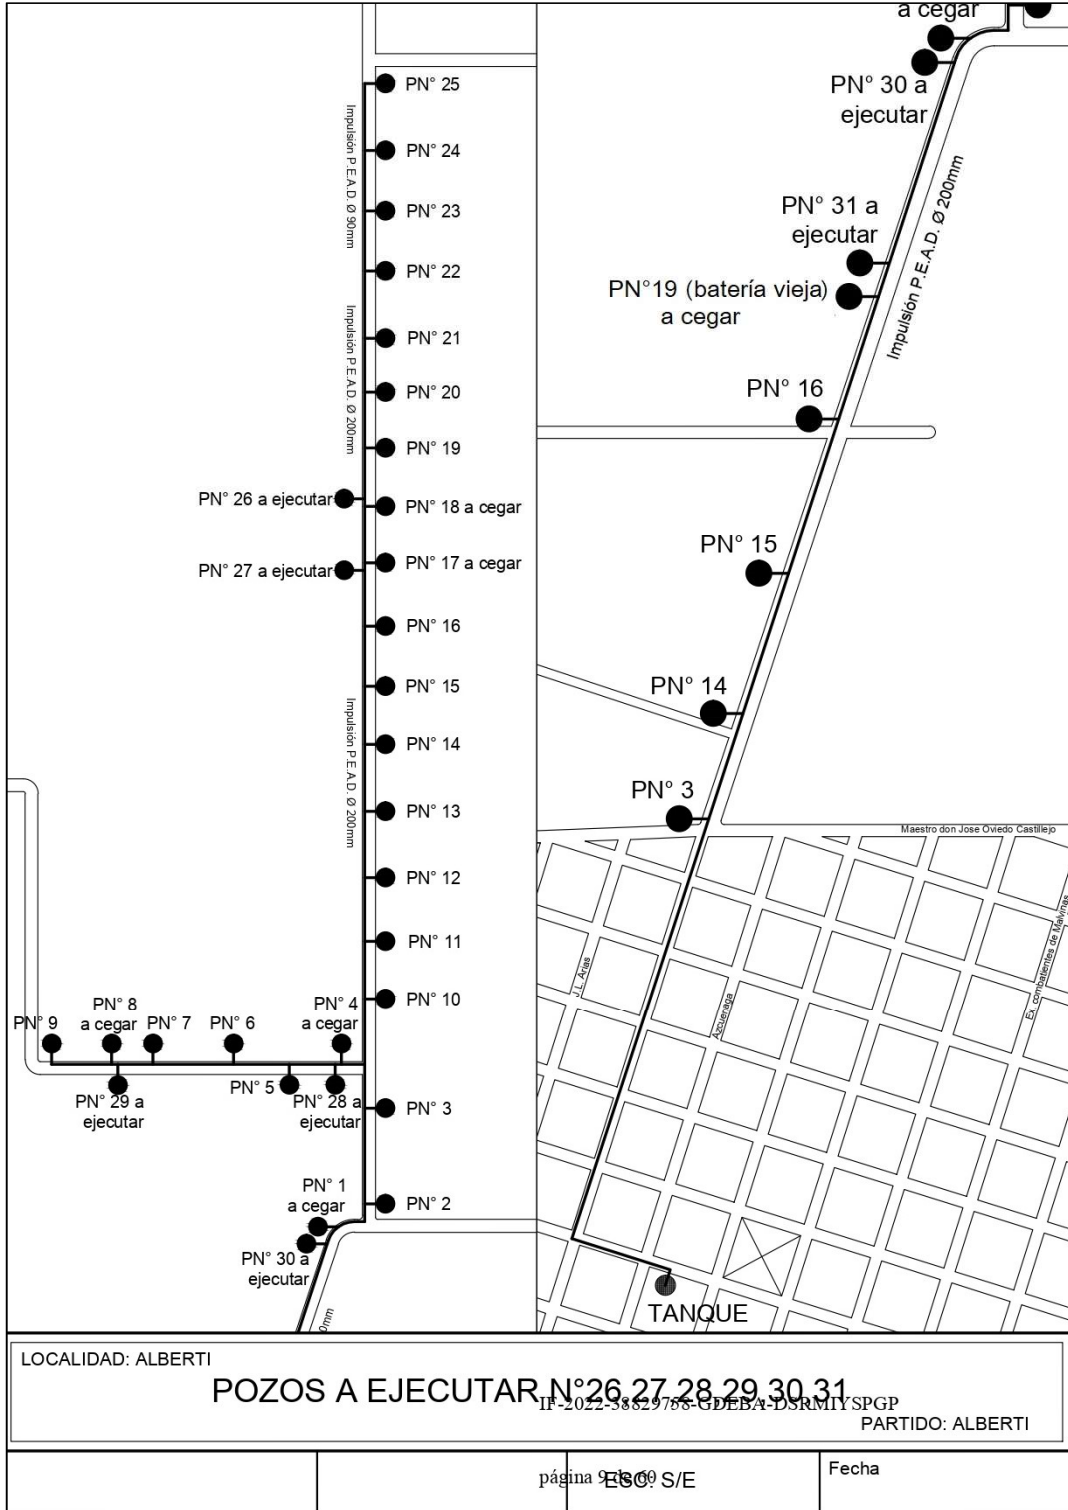 PN° 25
Impulsión P.E.A.D. Ø 90mm
PN° 24
PN° 23
PN° 22
Impulsión P.E.A.D. Ø 200mm
PN° 21
PN° 20
PN° 19
PN° 26 a ejecutar
PN° 18 a cegar
PN° 27 a ejecutar
PN° 17 a cegar
PN° 16
PN° 15
Impulsión P.E.A.D. Ø 200mm
PN° 14
PN° 13
PN° 12
PN° 11
PN° 10
PN° 9
PN° 8
a cegar
PN° 7
PN° 6
PN° 4
a cegar
PN° 29 a
ejecutar
PN° 5
PN° 28 a
ejecutar
PN° 3
PN° 1
a cegar
PN° 2
PN° 30 a
ejecutar
0mm
a cegar
PN° 30 a
ejecutar
Impulsión P.E.A.D. Ø 200mm
PN° 31 a
ejecutar
PN°19 (batería vieja)
a cegar
PN° 16
PN° 15
PN° 14
PN° 3
Maestro don Jose Oviedo Castillejo
J.L. Arias
Azcuenaga
Ex. combatientes de Malvinas
TANQUE
LOCALIDAD: ALBERTI
POZOS A EJECUTAR N°26,27,28,29,30,31
IF-2022-38829758-GDEBA-DSRMIYSPGP
PARTIDO: ALBERTI
página 9 de 60
ESC: S/E
Fecha